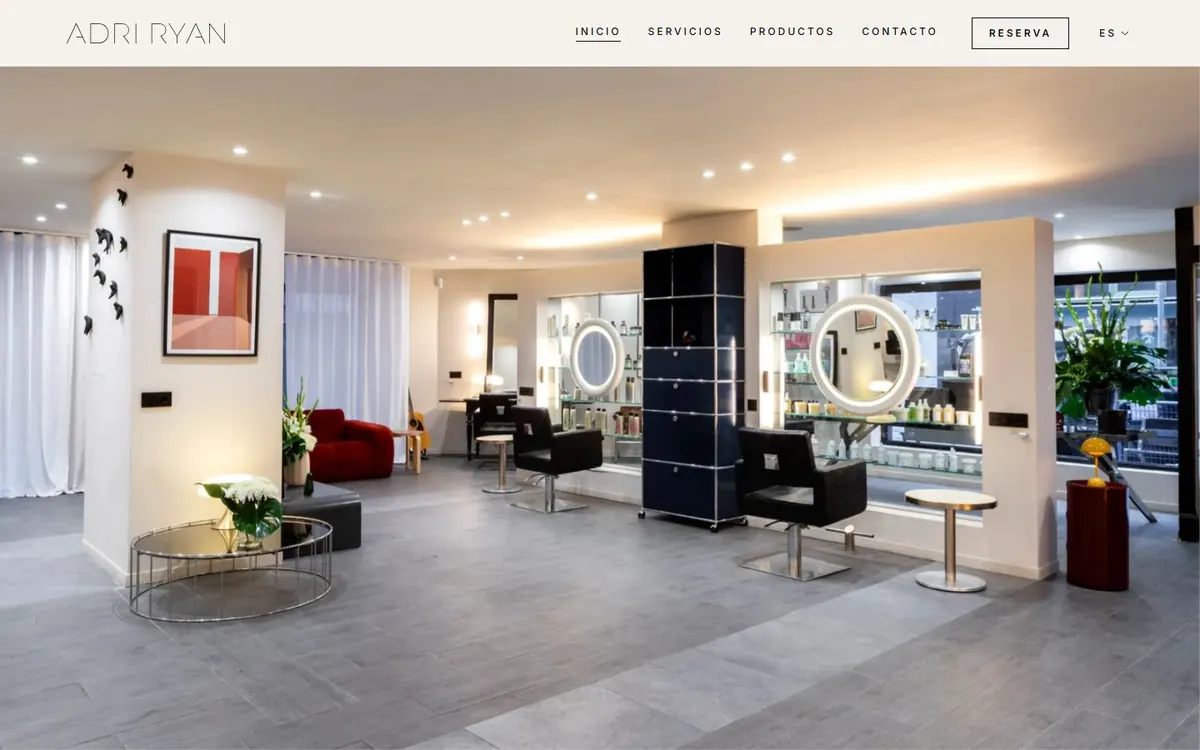 ADRI RYAN
INICIO SERVICIOS PRODUCTOS CONTACTO RESERVA ES